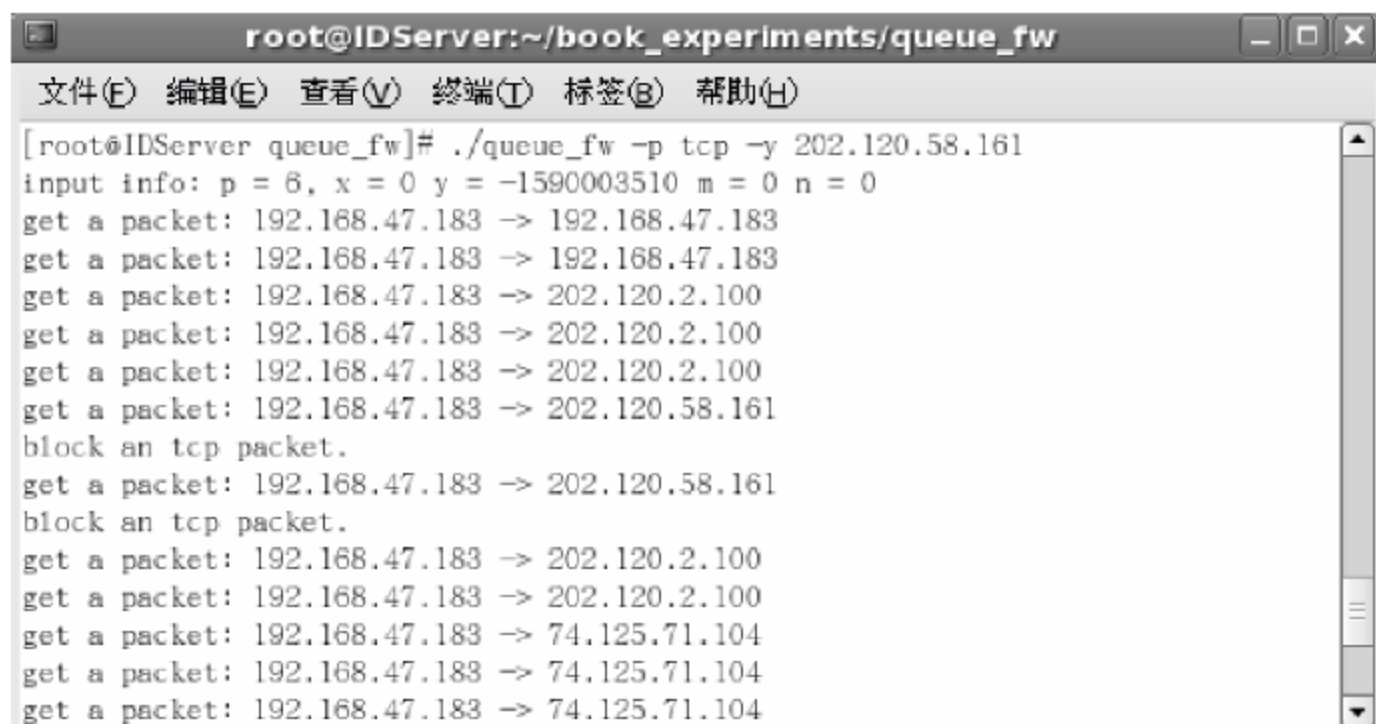 root@IDServer:~/book_experiments/queue_fw
文件(F) 编辑(E) 查看(V) 终端(T) 标签(B) 帮助(H)
[root@IDServer queue_fw]# ./queue_fw -p tcp -y 202.120.58.161
input info: p = 6, x = 0 y = -1590003510 m = 0 n = 0
get a packet: 192.168.47.183 -> 192.168.47.183
get a packet: 192.168.47.183 -> 192.168.47.183
get a packet: 192.168.47.183 -> 202.120.2.100
get a packet: 192.168.47.183 -> 202.120.2.100
get a packet: 192.168.47.183 -> 202.120.2.100
get a packet: 192.168.47.183 -> 202.120.58.161
block an tcp packet.
get a packet: 192.168.47.183 -> 202.120.58.161
block an tcp packet.
get a packet: 192.168.47.183 -> 202.120.2.100
get a packet: 192.168.47.183 -> 202.120.2.100
get a packet: 192.168.47.183 -> 74.125.71.104
get a packet: 192.168.47.183 -> 74.125.71.104
get a packet: 192.168.47.183 -> 74.125.71.104